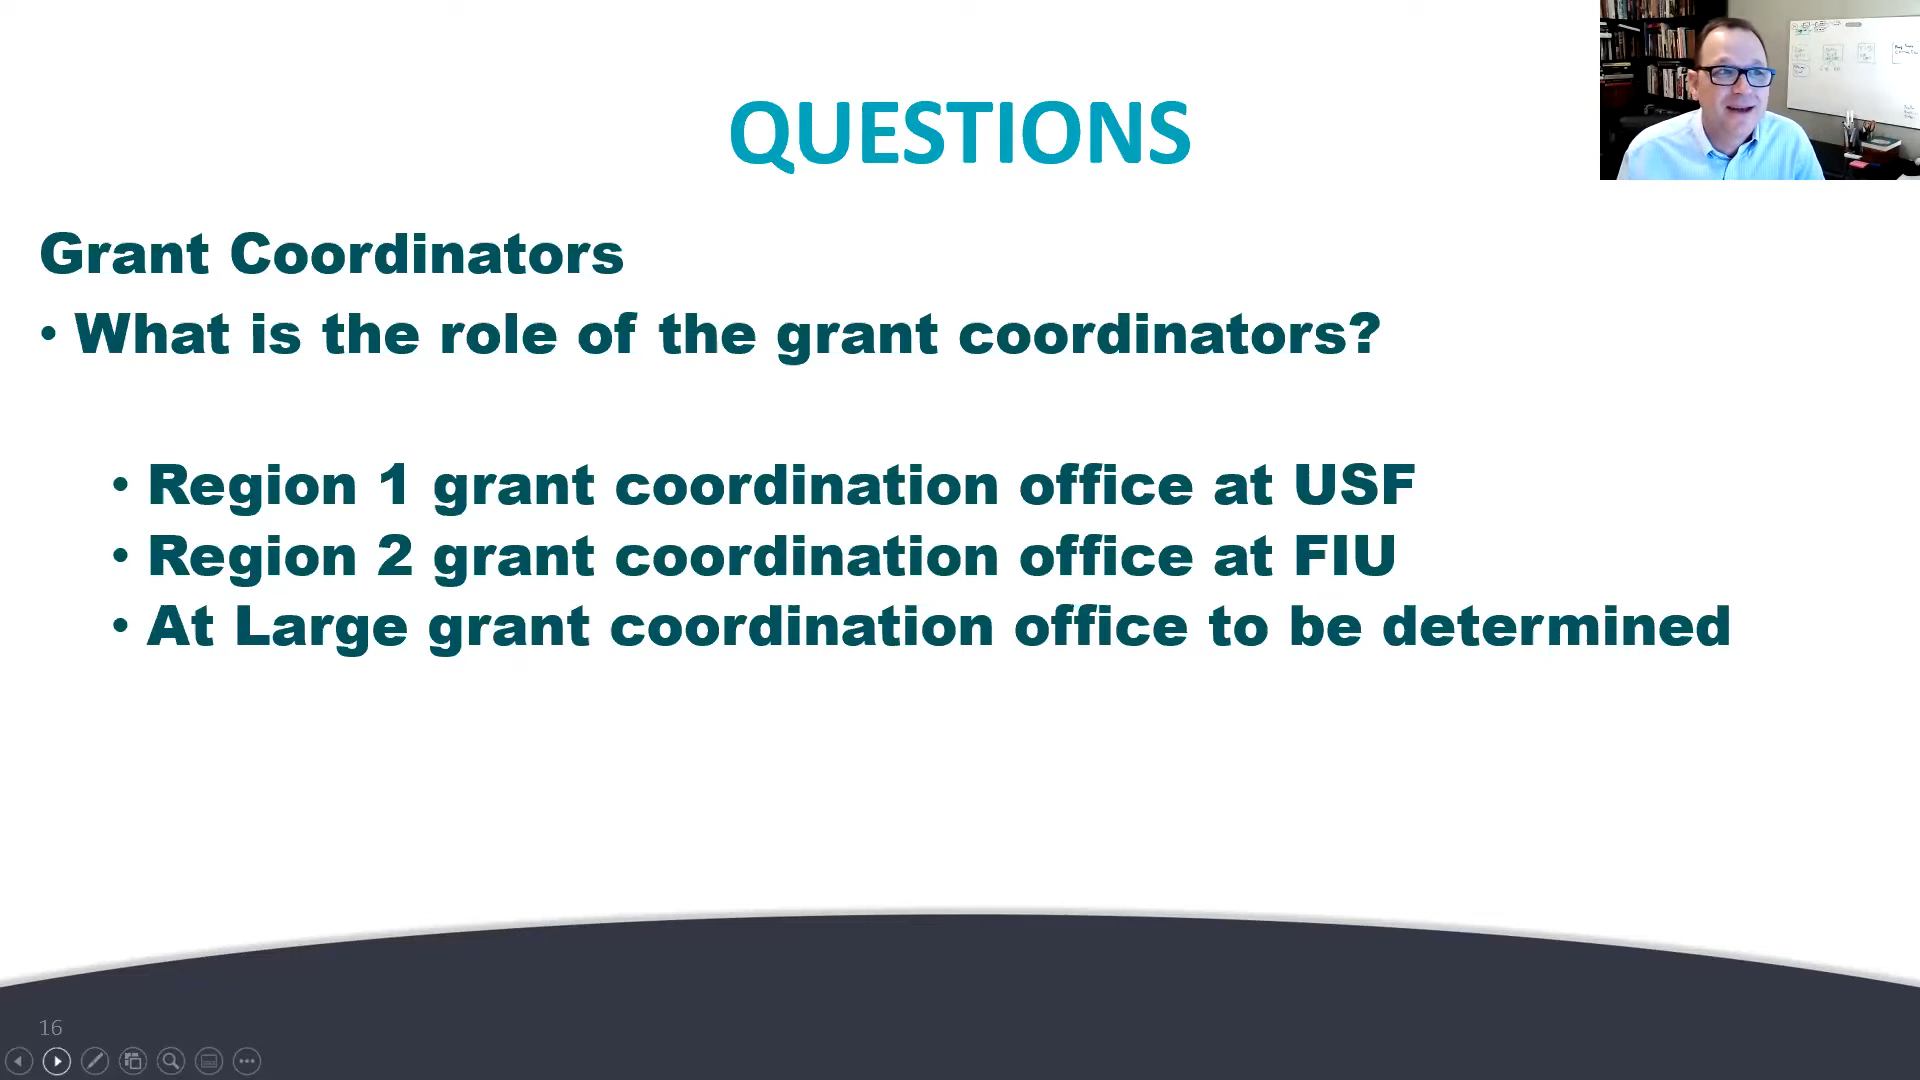 QUESTIONS
Grant Coordinators
• What is the role of the grant coordinators?
• Region 1 grant coordination office at USF
• Region 2 grant coordination office at FIU
• At Large grant coordination office to be determined
16